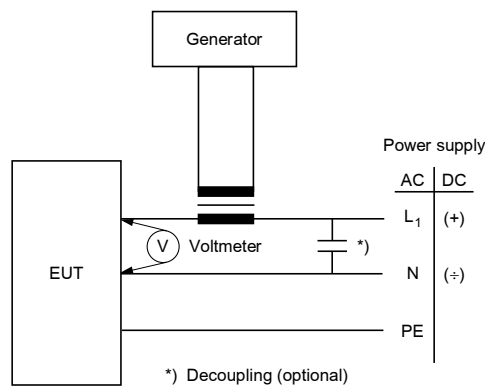 Generator
Power supply
AC DC
L1 (+)
V Voltmeter *)
EUT N (÷)
PE
*) Decoupling (optional)